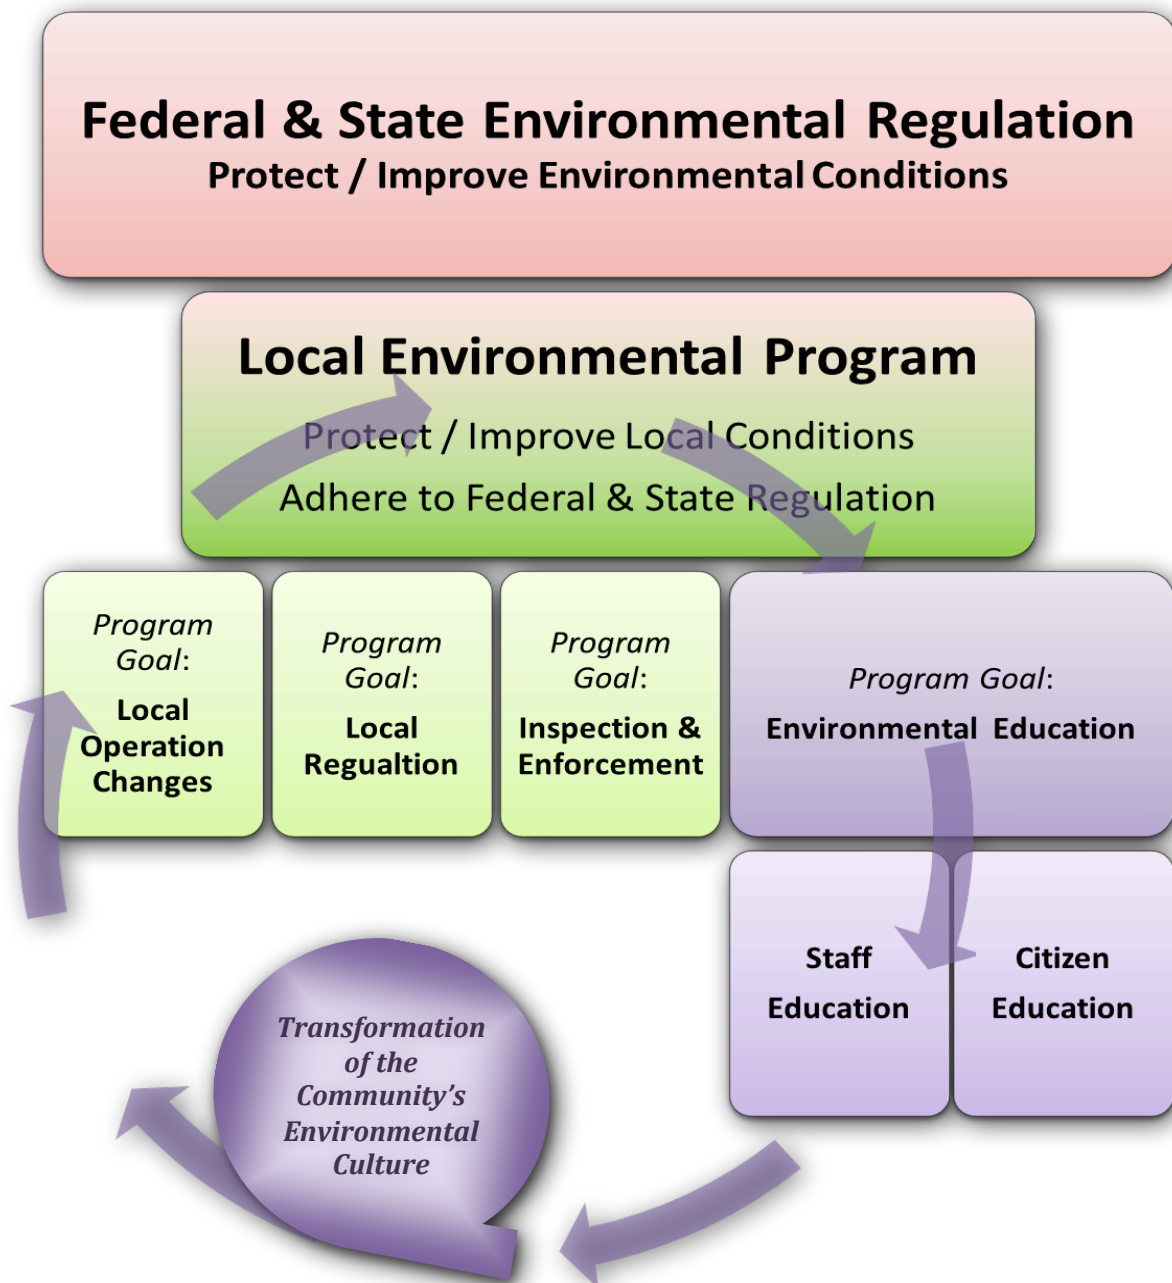 Federal & State Environmental Regulation
Protect / Improve Environmental Conditions
Local Environmental Program
Protect / Improve Local Conditions
Adhere to Federal & State Regulation
Program
Goal:
Local
Operation
Changes
Program
Goal:
Local
Regualtion
Program
Goal:
Inspection &
Enforcement
Program Goal:
Environmental Education
Staff
Education
Citizen
Education
Transformation
of the
Community’s
Environmental
Culture